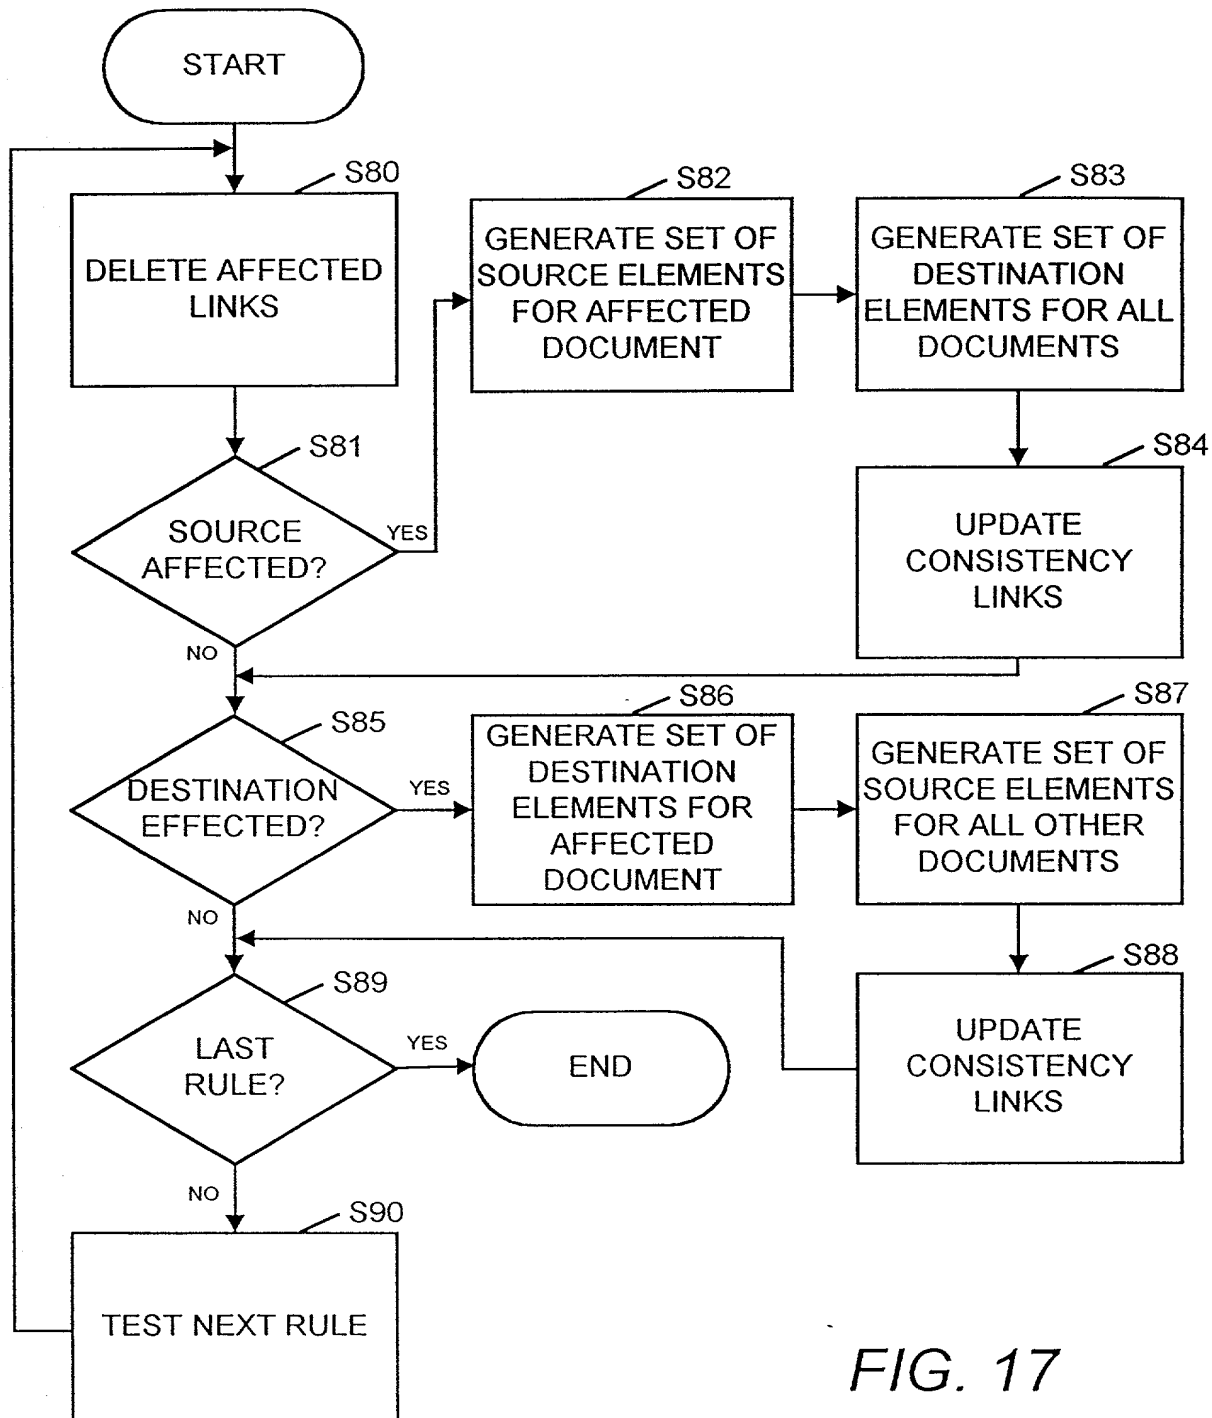 START
S80
DELETE AFFECTED
LINKS
S82
GENERATE SET OF
SOURCE ELEMENTS
FOR AFFECTED
DOCUMENT
S83
GENERATE SET OF
DESTINATION
ELEMENTS FOR ALL
DOCUMENTS
S81
SOURCE
AFFECTED?
YES
NO
S84
UPDATE
CONSISTENCY
LINKS
S85
DESTINATION
EFFECTED?
YES
NO
S86
GENERATE SET OF
DESTINATION
ELEMENTS FOR
AFFECTED
DOCUMENT
S87
GENERATE SET OF
SOURCE ELEMENTS
FOR ALL OTHER
DOCUMENTS
S88
UPDATE
CONSISTENCY
LINKS
S89
LAST
RULE?
YES
NO
END
S90
TEST NEXT RULE
FIG. 17